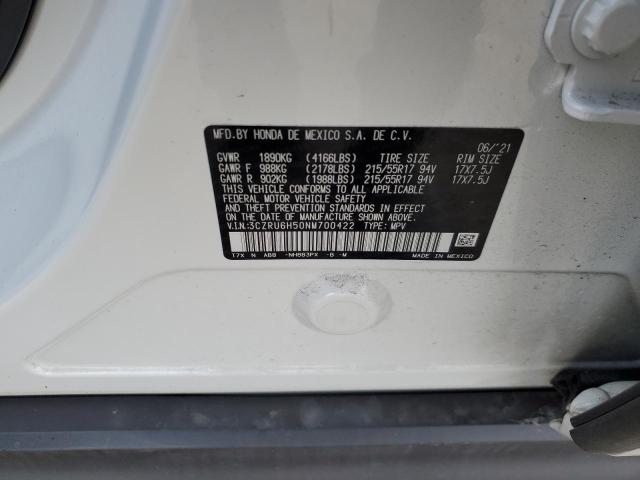 MFD.BY HONDA DE MEXICO S.A. DE C.V.
06/'21
GVWR 1890KG (4166LBS) TIRE SIZE RIM SIZE
GAWR F 988KG (2178LBS) 215/55R17 94V 17X7.5J
GAWR R 902KG (1988LBS) 215/55R17 94V 17X7.5J
THIS VEHICLE CONFORMS TO ALL APPLICABLE
FEDERAL MOTOR VEHICLE SAFETY AND
THEFT PREVENTION STANDARDS IN EFFECT ON
THE DATE OF MANUFACTURE SHOWN ABOVE.
V.I.N:3CZRU6H50NM700422 TYPE: MPV
T7X N AB8 -NH883PX -B -M MADE IN MEXICO